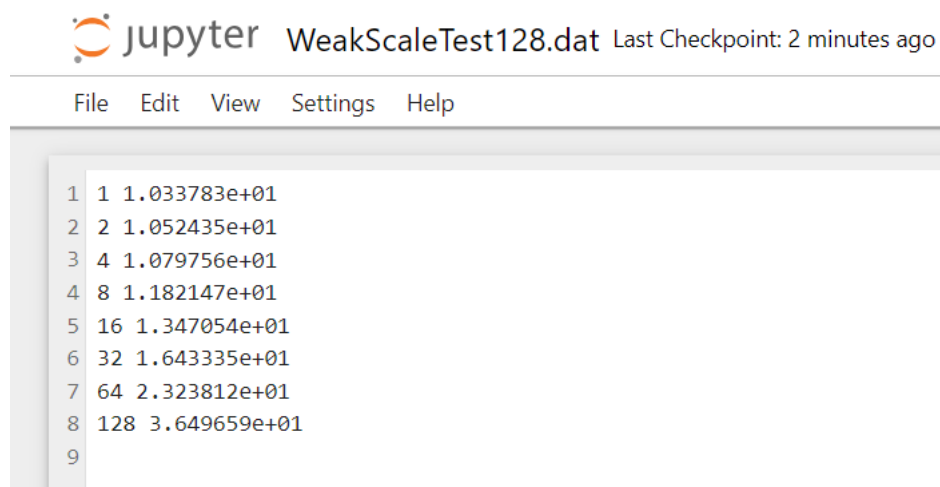 jupyter WeakScaleTest128.dat Last Checkpoint: 2 minutes ago
File Edit View Settings Help
1 1 1.033783e+01
2 2 1.052435e+01
3 4 1.079756e+01
4 8 1.182147e+01
5 16 1.347054e+01
6 32 1.643335e+01
7 64 2.323812e+01
8 128 3.649659e+01
9